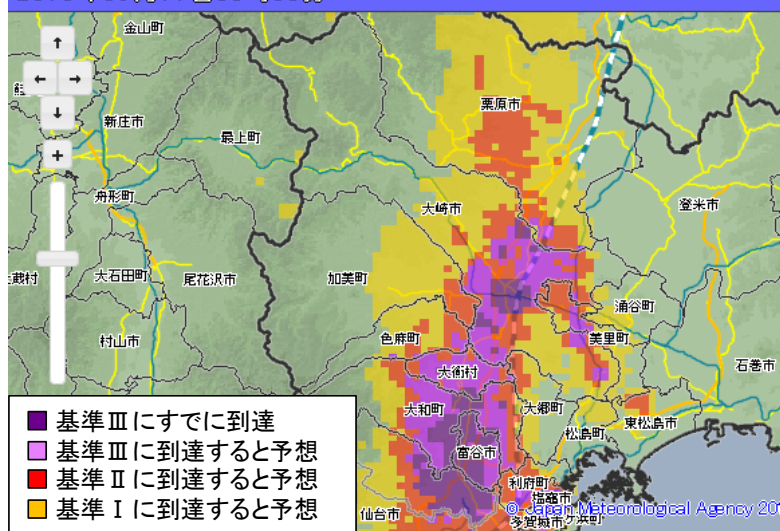 金山町
新庄市
最上町
舟形町
大石田町
尾花沢市
村山市
栗原市
大崎市
登米市
加美町
涌谷町
色麻町
美里町
石巻市
大衡村
大和町
大郷町
東松島市
松島町
富谷市
利府町
塩竈市
仙台市
多賀城市
© Japan Meteorological Agency 20
基準Ⅲにすでに到達
基準Ⅲに到達すると予想
基準Ⅱに到達すると予想
基準Ⅰに到達すると予想